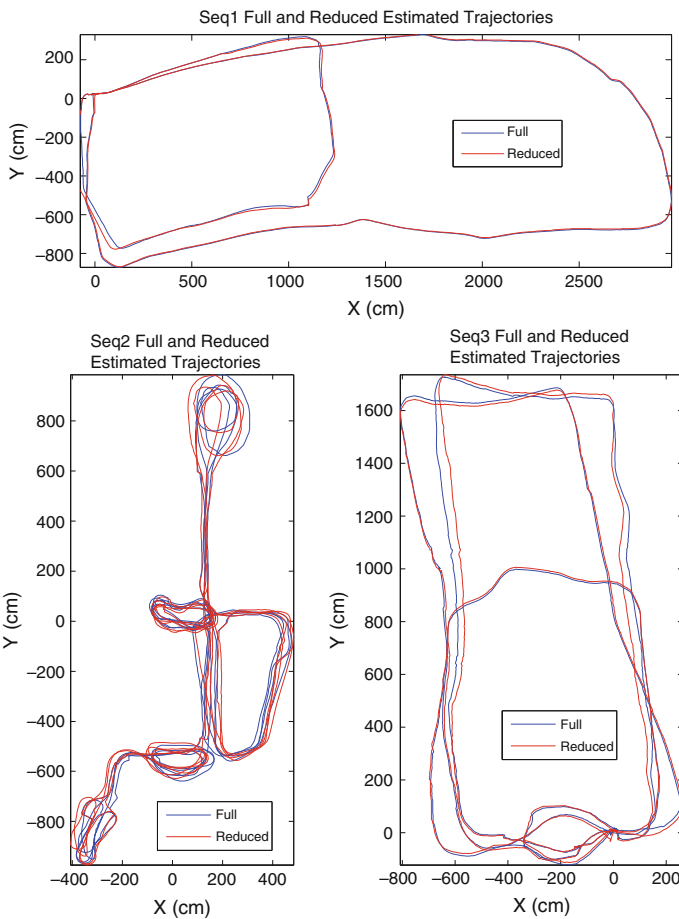 Seq1 Full and Reduced Estimated Trajectories
200
0
−200
−400
−600
−800
Y (cm)
Full
Reduced
0 500 1000 1500 2000 2500
X (cm)
Seq2 Full and Reduced
Estimated Trajectories
800
600
400
200
0
−200
−400
−600
−800
Y (cm)
Full
Reduced
−400 −200 0 200 400
X (cm)
Seq3 Full and Reduced
Estimated Trajectories
1600
1400
1200
1000
800
600
400
200
0
Y (cm)
Full
Reduced
−800 −600 −400 −200 0 200
X (cm)